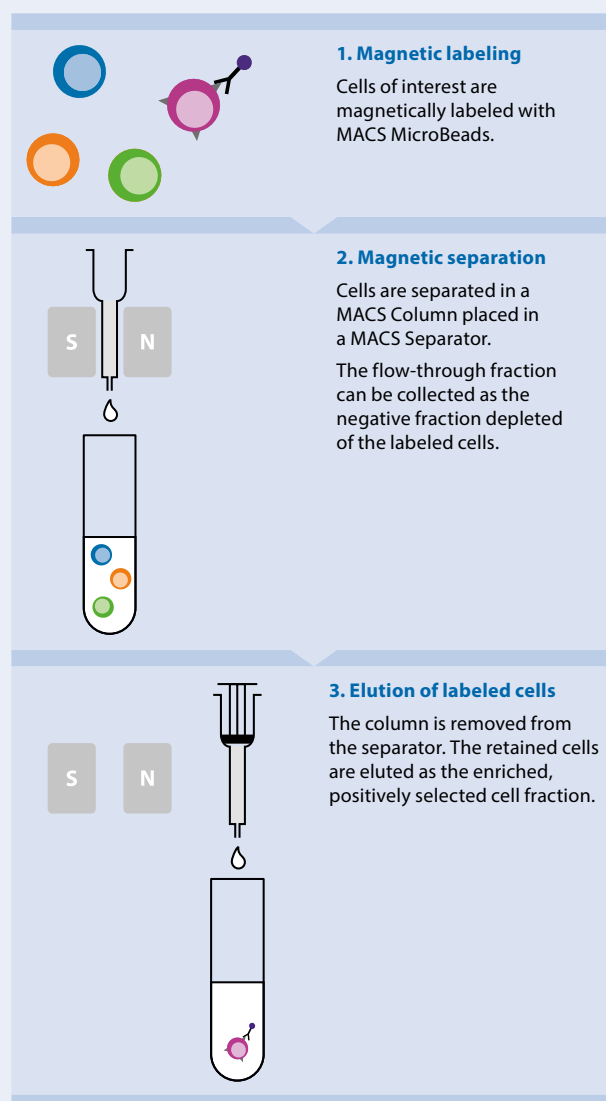 1. Magnetic labeling
Cells of interest are
magnetically labeled with
MACS MicroBeads.
2. Magnetic separation
Cells are separated in a
MACS Column placed in
a MACS Separator.
The flow-through fraction
can be collected as the
negative fraction depleted
of the labeled cells.
S N
3. Elution of labeled cells
The column is removed from
the separator. The retained cells
are eluted as the enriched,
positively selected cell fraction.
S N